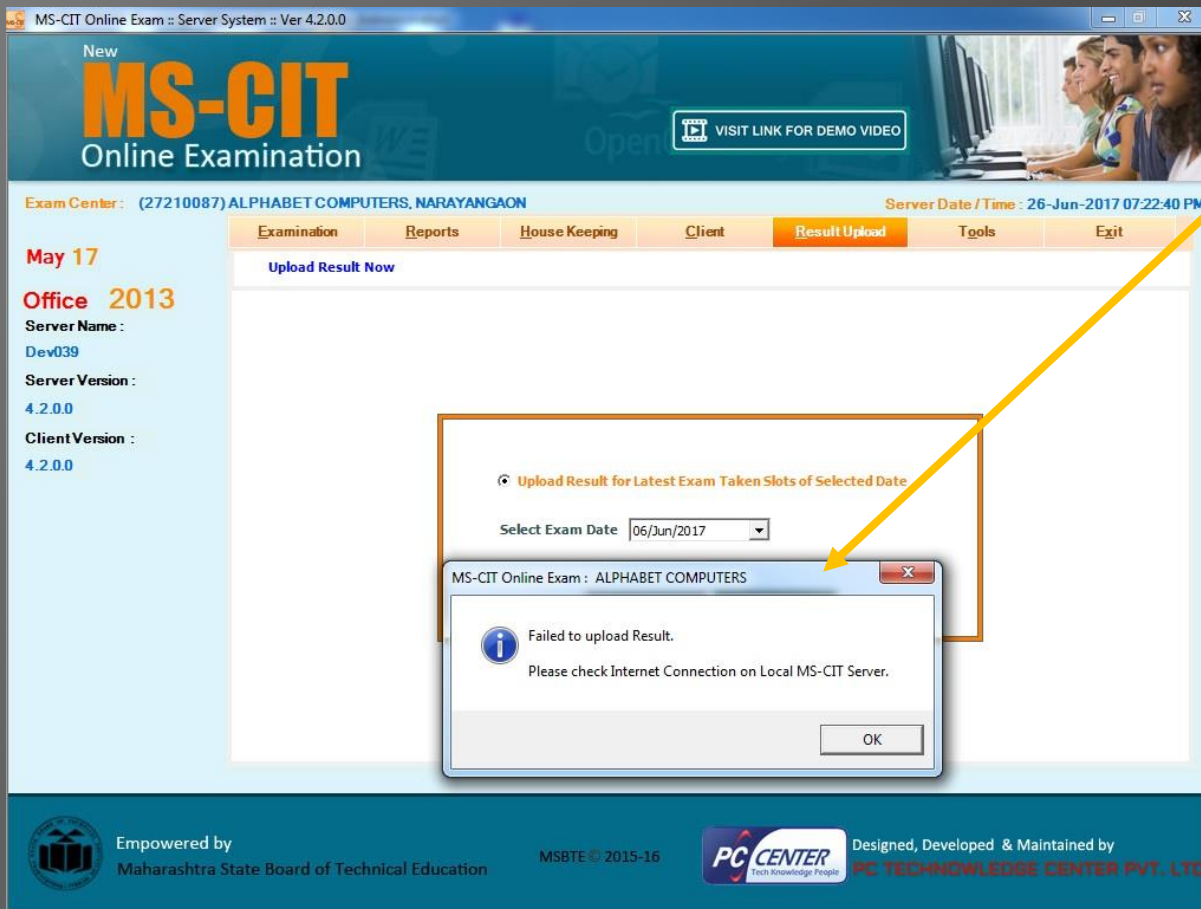 MS-CIT Online Exam :: Server System :: Ver 4.2.0.0
New
MS-CIT
Online Examination
VISIT LINK FOR DEMO VIDEO
Exam Center : (27210087) ALPHABET COMPUTERS, NARAYANGAON
Server Date / Time : 26-Jun-2017 07:22:40 PM
Examination Reports House Keeping Client Result Upload Tools Exit
May 17
Upload Result Now
Office 2013
Server Name :
Dev039
Server Version :
4.2.0.0
Client Version :
4.2.0.0
Upload Result for Latest Exam Taken Slots of Selected Date
Select Exam Date 06/Jun/2017
MS-CIT Online Exam : ALPHABET COMPUTERS
Failed to upload Result.
Please check Internet Connection on Local MS-CIT Server.
OK
Empowered by
Maharashtra State Board of Technical Education
MSBTE © 2015-16
PC CENTER
Tech Knowledge People
Designed, Developed & Maintained by
PC TECHNOWLEDGE CENTER PVT. LTD